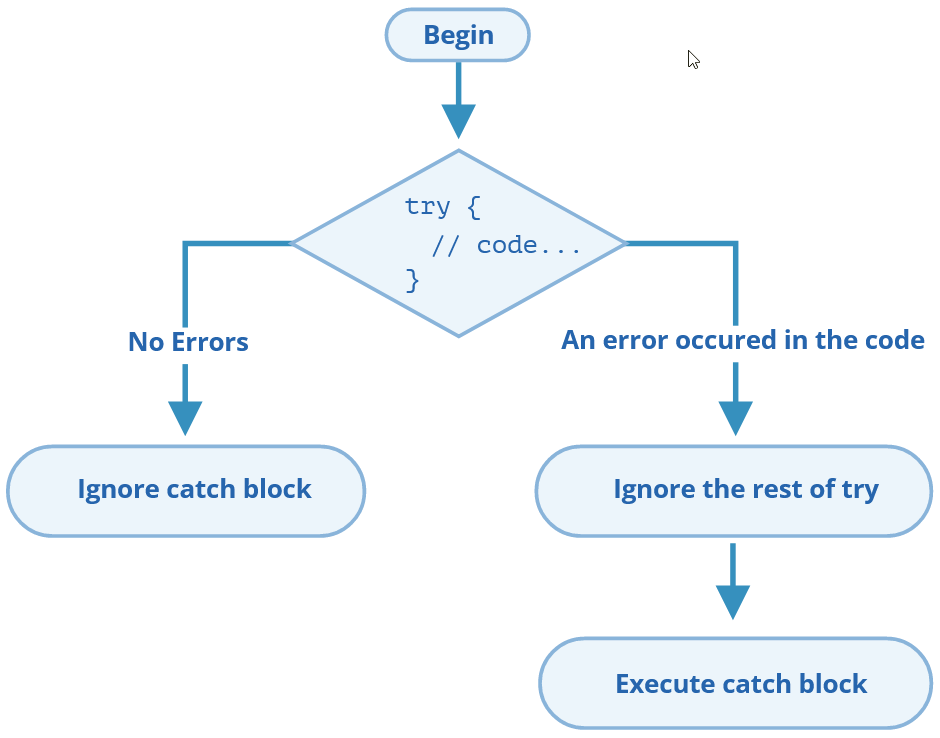 Begin
try {
// code...
}
No Errors
An error occured in the code
Ignore catch block
Ignore the rest of try
Execute catch block